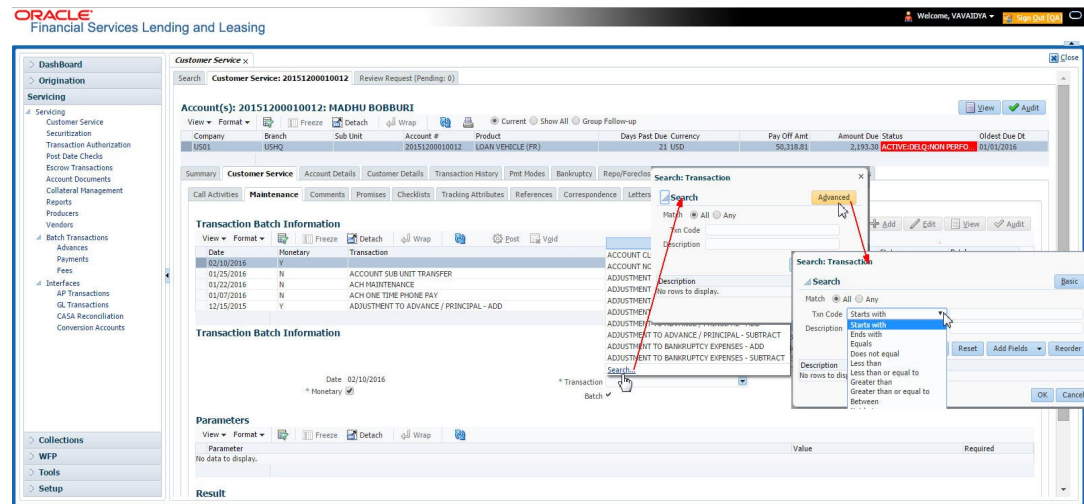 ORACLE®
Financial Services Lending and Leasing
Welcome, VAVAIDYA
Sign Out [QA]
Close
DashBoard
Origination
Servicing
Servicing
Customer Service
Securitization
Transaction Authorization
Post Date Checks
Escrow Transactions
Account Documents
Collateral Management
Reports
Producers
Vendors
Batch Transactions
Advances
Payments
Fees
Interfaces
AP Transactions
GL Transactions
CASA Reconciliation
Conversion Accounts
Collections
WFP
Tools
Setup
Customer Service x
Search Customer Service: 20151200010012 Review Request (Pending: 0)
Account(s): 20151200010012: MADHU BOBBURI
View Audit
View Format Freeze Detach Wrap Current Show All Group Follow-up
Company Branch Sub Unit Account # Product Days Past Due Currency Pay Off Amt Amount Due Status Oldest Due Dt
US01 USHQ 20151200010012 LOAN VEHICLE (FR) 21 USD 50,318.81 2,193.30 ACTIVE:DELQ:NON PERFO... 01/01/2016
Summary Customer Service Account Details Customer Details Transaction History Pmt Modes Bankruptcy Repo/Foreclos
Call Activities Maintenance Comments Promises Checklists Tracking Attributes References Correspondence Letters
Transaction Batch Information
Add Edit View Audit
View Format Freeze Detach Wrap Post Void
Date Monetary Transaction
02/10/2016 Y
01/25/2016 N ACCOUNT SUB UNIT TRANSFER
01/22/2016 N ACH MAINTENANCE
01/07/2016 N ACH ONE TIME PHONE PAY
12/15/2015 Y ADJUSTMENT TO ADVANCE / PRINCIPAL - ADD
Transaction Batch Information
Date 02/10/2016
* Monetary
* Transaction
Batch
ACCOUNT CL
ACCOUNT NO
ADJUSTMENT
ADJUSTMENT
ADJUSTMENT
ADJUSTMENT
ADJUSTMENT TO ADVANCE / PRINCIPAL - ADD
ADJUSTMENT TO ADVANCE / PRINCIPAL - SUBTRACT
ADJUSTMENT TO BANKRUPTCY EXPENSES - ADD
ADJUSTMENT TO BANKRUPTCY EXPENSES - SUBTRACT
Search...
Search: Transaction x
Search
Advanced
Match All Any
Txn Code
Description
Description
No rows to display.
Search: Transaction
Search
Basic
Match All Any
Txn Code Starts with
Description
Starts with
Ends with
Equals
Does not equal
Less than
Less than or equal to
Greater than
Greater than or equal to
Between
Reset Add Fields Reorder
Description
No rows to disp
OK Cancel
Parameters
View Format Freeze Detach Wrap
Parameter Value Required
No data to display.
Result